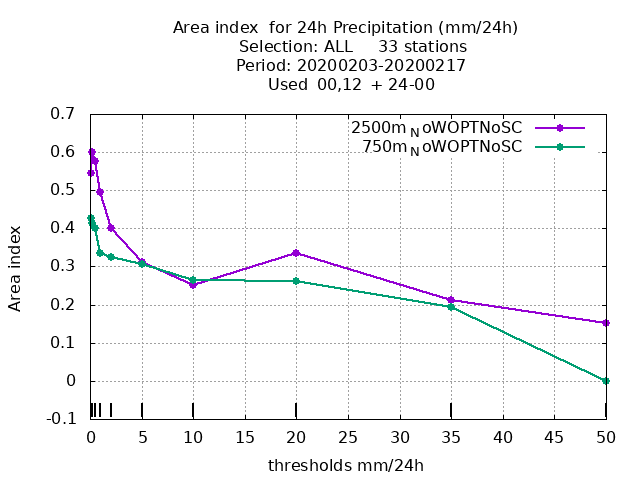 Area index  for 24h Precipitation (mm/24h)
Selection: ALL     33 stations
Period: 20200203-20200217
Used  00,12  + 24-00
2500m_NoWOPTNoSC
750m_NoWOPTNoSC
0.7
0.6
0.5
0.4
0.3
0.2
0.1
0
-0.1
Area index
0 5 10 15 20 25 30 35 40 45 50
thresholds mm/24h